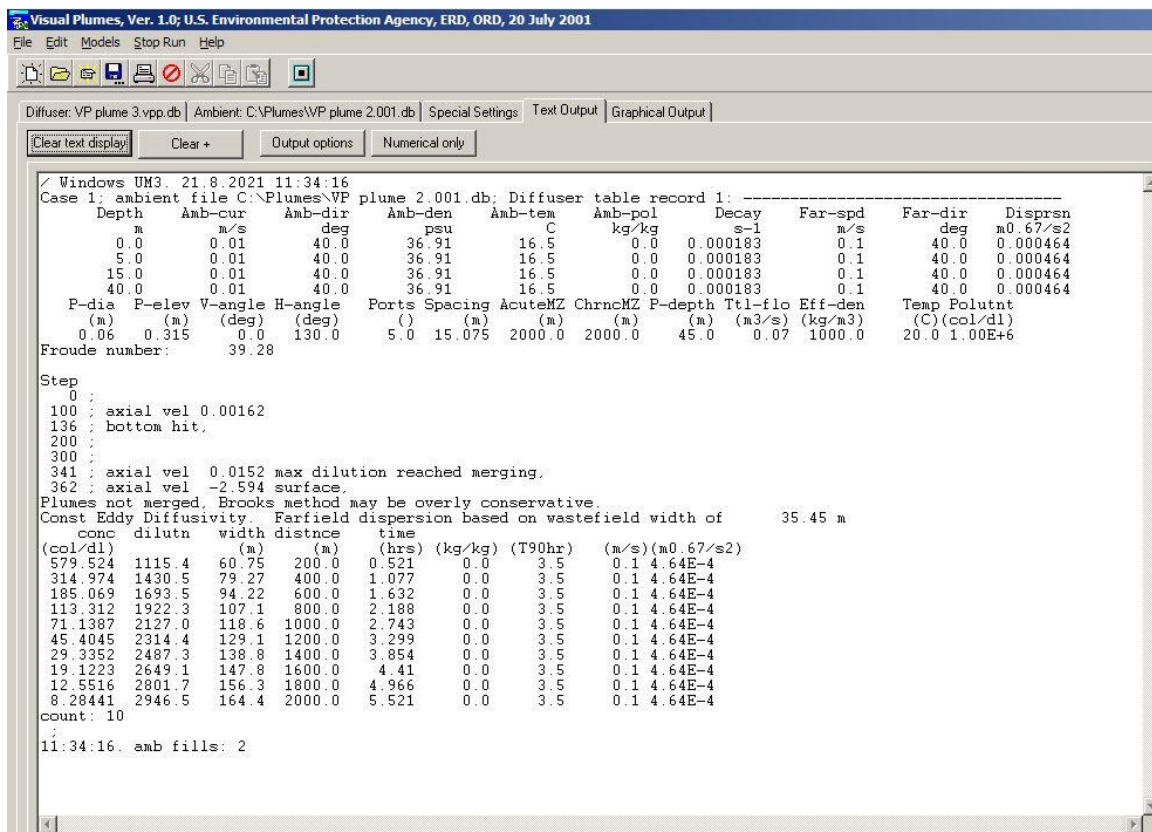 Visual Plumes, Ver. 1.0; U.S. Environmental Protection Agency, ERD, ORD, 20 July 2001
File Edit Models Stop Run Help
Diffuser: VP plume 3.vpp.db Ambient: C:\Plumes\VP plume 2.001.db Special Settings Text Output Graphical Output
Clear text display Clear + Output options Numerical only
/ Windows UM3. 21.8.2021 11:34:16
Case 1; ambient file C:\Plumes\VP plume 2.001.db; Diffuser table record 1: ----------------------------------
Depth Amb-cur Amb-dir Amb-den Amb-tem Amb-pol Decay Far-spd Far-dir Disprsn
m m/s deg psu C kg/kg s-1 m/s deg m0.67/s2
0.0 0.01 40.0 36.91 16.5 0.0 0.000183 0.1 40.0 0.000464
5.0 0.01 40.0 36.91 16.5 0.0 0.000183 0.1 40.0 0.000464
15.0 0.01 40.0 36.91 16.5 0.0 0.000183 0.1 40.0 0.000464
40.0 0.01 40.0 36.91 16.5 0.0 0.000183 0.1 40.0 0.000464
P-dia P-elev V-angle H-angle Ports Spacing AcuteMZ ChrncMZ P-depth Ttl-flo Eff-den Temp Polutnt
(m) (m) (deg) (deg) () (m) (m) (m) (m) (m3/s) (kg/m3) (C)(col/dl)
0.06 0.315 0.0 130.0 5.0 15.075 2000.0 2000.0 45.0 0.07 1000.0 20.0 1.00E+6
Froude number: 39.28
Step
0 ;
100 ; axial vel 0.00162
136 ; bottom hit,
200 ;
300 ;
341 ; axial vel 0.0152 max dilution reached merging,
362 ; axial vel -2.594 surface,
Plumes not merged, Brooks method may be overly conservative.
Const Eddy Diffusivity. Farfield dispersion based on wastefield width of 35.45 m
conc dilutn width distnce time
(col/dl) (m) (m) (hrs) (kg/kg) (T90hr) (m/s)(m0.67/s2)
579.524 1115.4 60.75 200.0 0.521 0.0 3.5 0.1 4.64E-4
314.974 1430.5 79.27 400.0 1.077 0.0 3.5 0.1 4.64E-4
185.069 1693.5 94.22 600.0 1.632 0.0 3.5 0.1 4.64E-4
113.312 1922.3 107.1 800.0 2.188 0.0 3.5 0.1 4.64E-4
71.1387 2127.0 118.6 1000.0 2.743 0.0 3.5 0.1 4.64E-4
45.4045 2314.4 129.1 1200.0 3.299 0.0 3.5 0.1 4.64E-4
29.3352 2487.3 138.8 1400.0 3.854 0.0 3.5 0.1 4.64E-4
19.1223 2649.1 147.8 1600.0 4.41 0.0 3.5 0.1 4.64E-4
12.5516 2801.7 156.3 1800.0 4.966 0.0 3.5 0.1 4.64E-4
8.28441 2946.5 164.4 2000.0 5.521 0.0 3.5 0.1 4.64E-4
count: 10
;
11:34:16. amb fills: 2